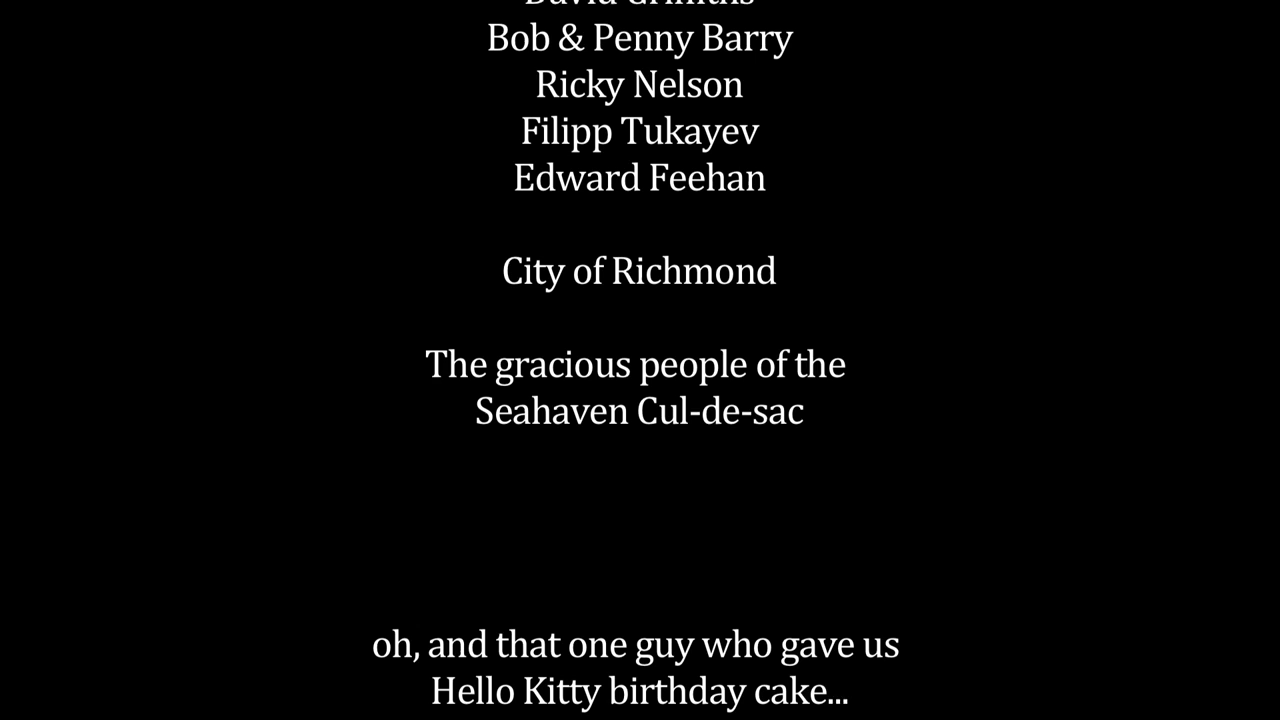 Bob & Penny Barry
Ricky Nelson
Filipp Tukayev
Edward Feehan
City of Richmond
The gracious people of the
Seahaven Cul-de-sac
oh, and that one guy who gave us
Hello Kitty birthday cake...